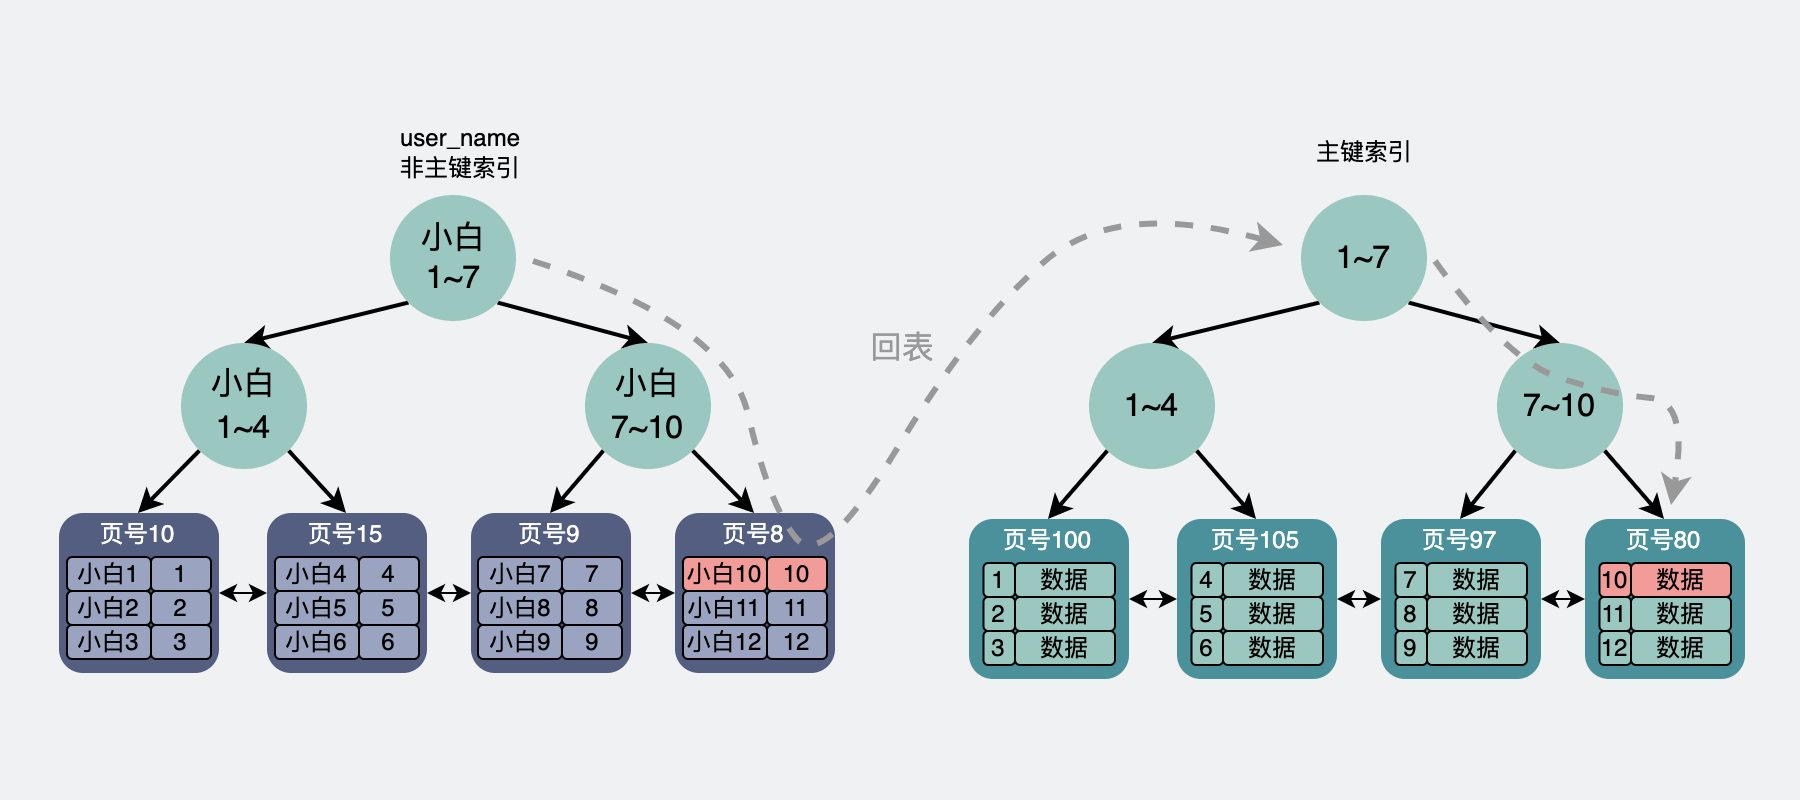 user_name
非主键索引
小白
1~7
小白
1~4
小白
7~10
页号10
小白1 1
小白2 2
小白3 3
页号15
小白4 4
小白5 5
小白6 6
页号9
小白7 7
小白8 8
小白9 9
页号8
小白10 10
小白11 11
小白12 12
回表
主键索引
1~7
1~4
7~10
页号100
1 数据
2 数据
3 数据
页号105
4 数据
5 数据
6 数据
页号97
7 数据
8 数据
9 数据
页号80
10 数据
11 数据
12 数据